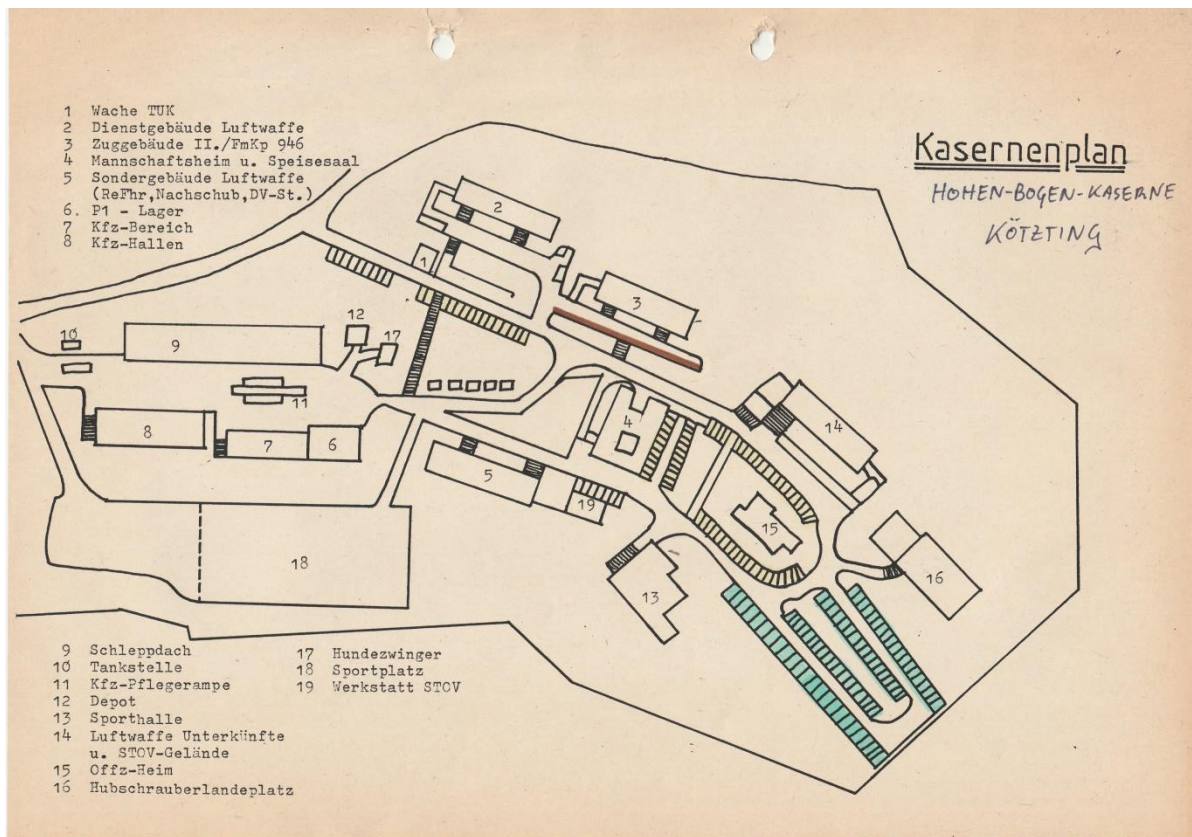 Kasernenplan
HOHEN-BOGEN-KASERNE
KÖTZTING
1 Wache TUK
2 Dienstgebäude Luftwaffe
3 Zuggebäude II./FmKp 946
4 Mannschaftsheim u. Speisesaal
5 Sondergebäude Luftwaffe
(ReFhr,Nachschub,DV-St.)
6. P1 - Lager
7 Kfz-Bereich
8 Kfz-Hallen
2
1
3
12
17
10
9
11
4
14
8
7
6
5
19
15
18
13
16
9 Schleppdach
10 Tankstelle
11 Kfz-Pflegerampe
12 Depot
13 Sporthalle
14 Luftwaffe Unterkünfte
u. STOV-Gelände
15 Offz-Heim
16 Hubschrauberlandeplatz
17 Hundezwinger
18 Sportplatz
19 Werkstatt STOV